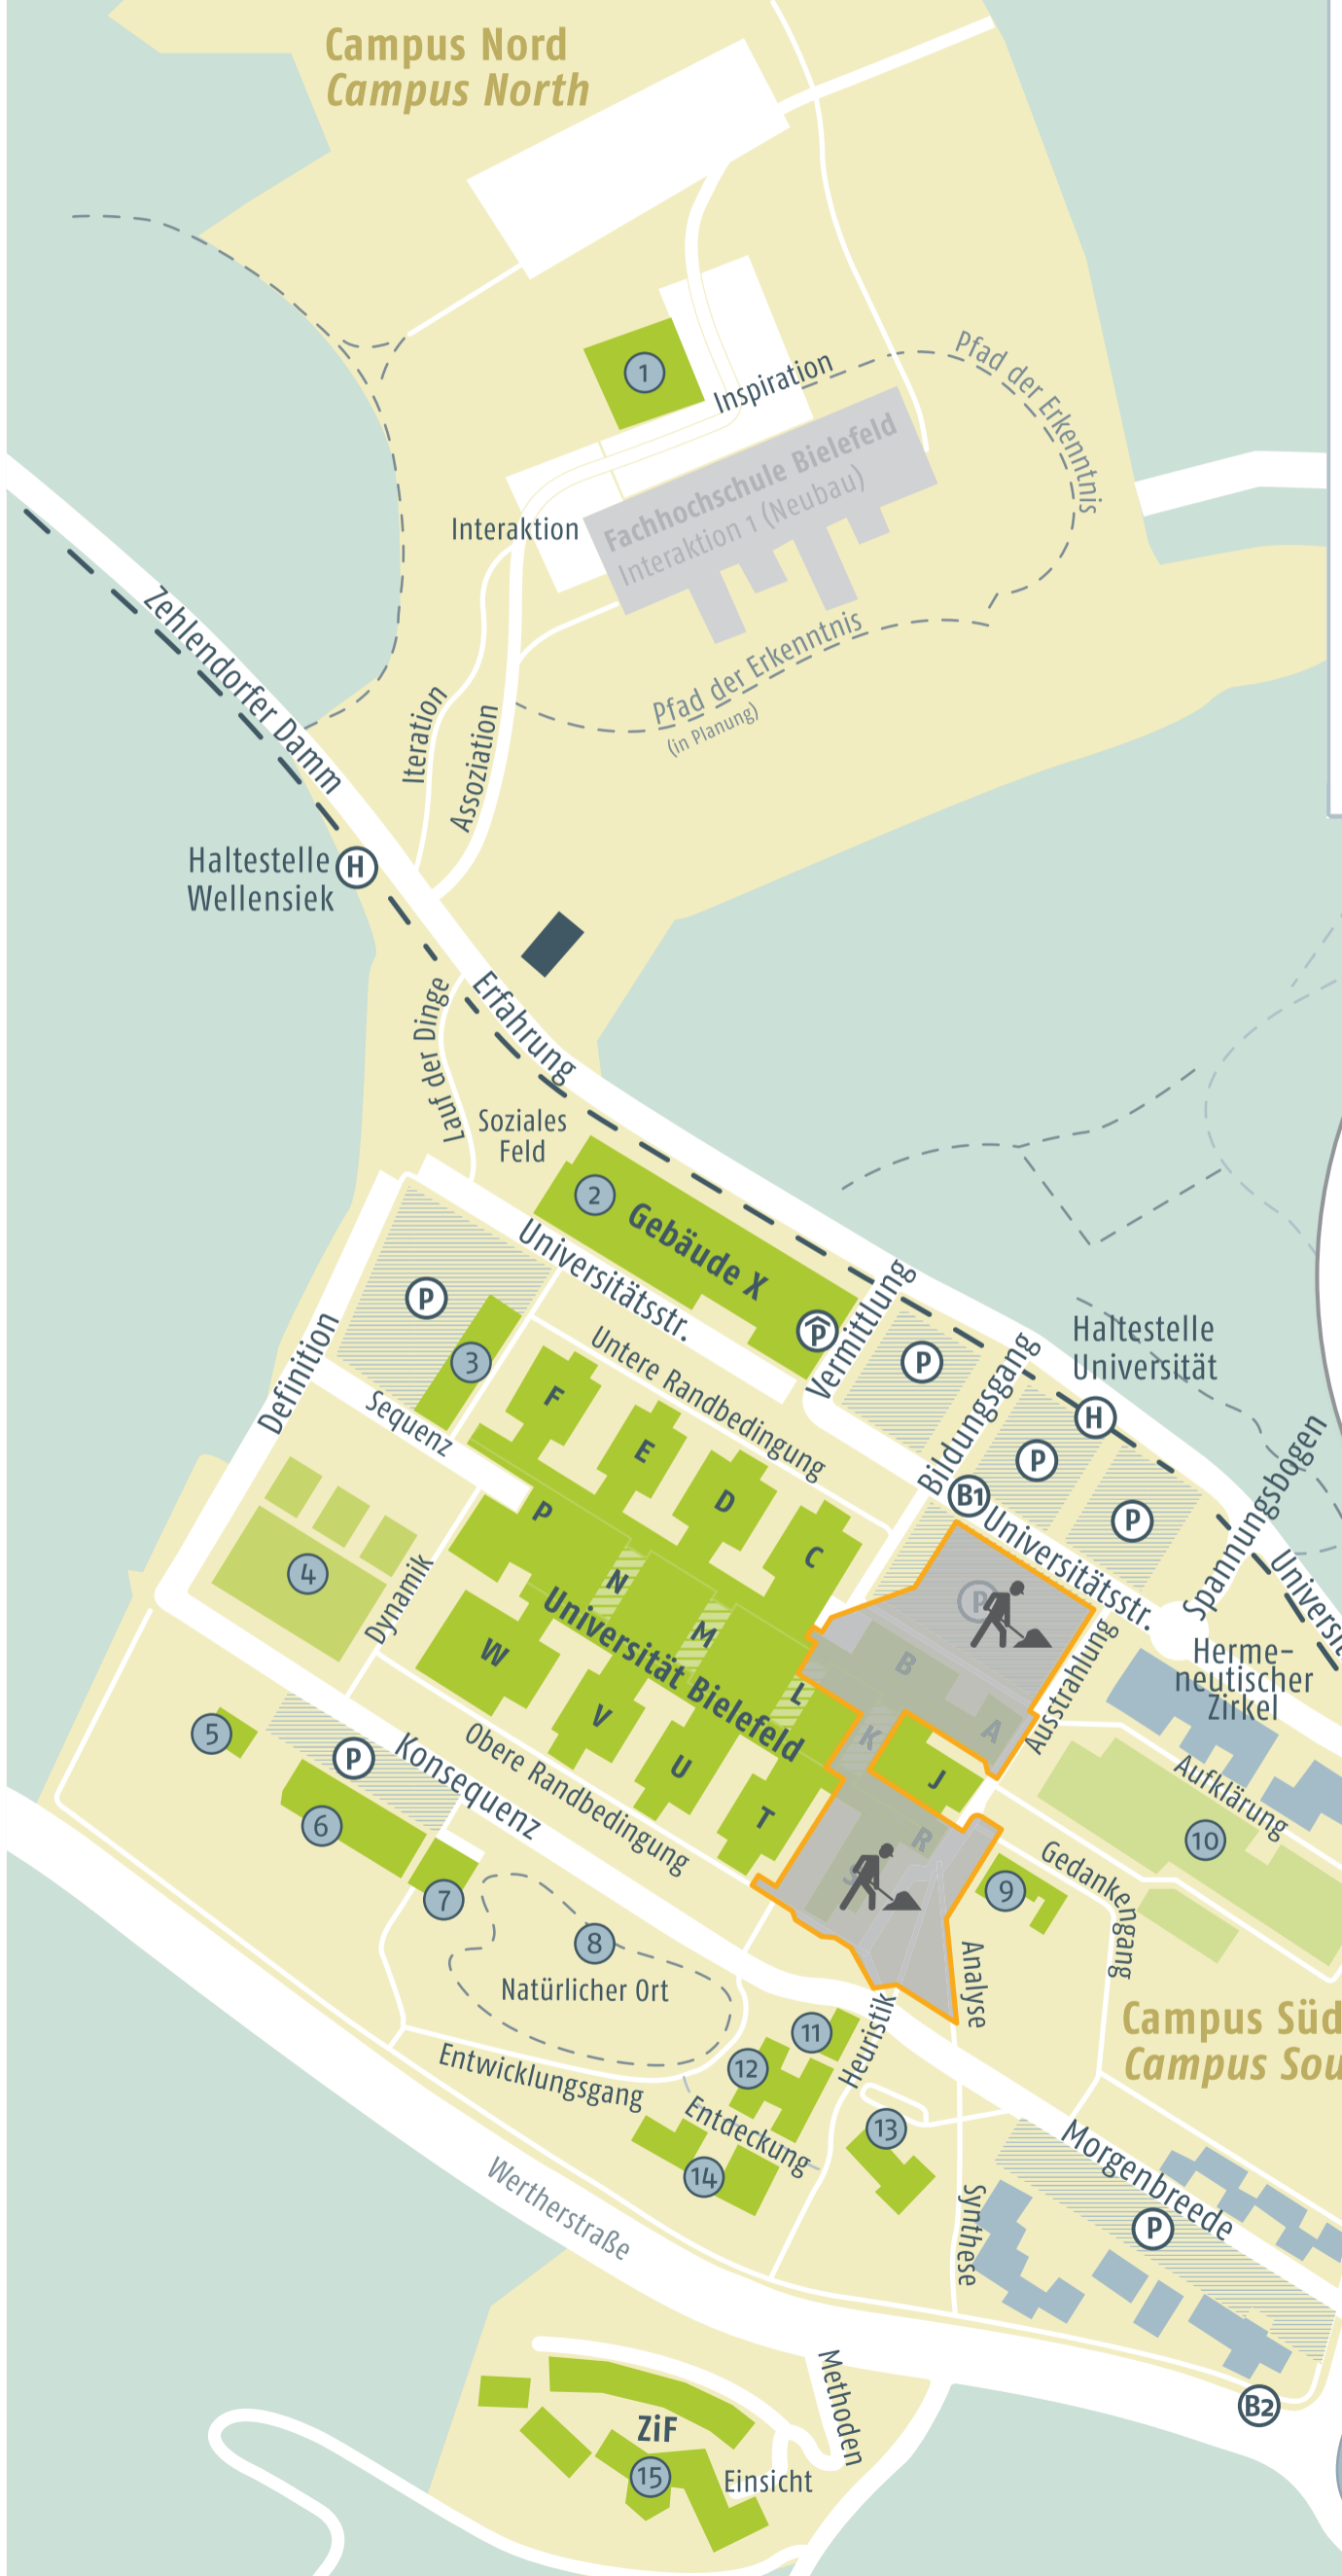 Campus Nord
Campus North
1
Inspiration
Pfad der Erkenntnis
Fachhochschule Bielefeld
Interaktion 1 (Neubau)
Interaktion
Pfad der Erkenntnis
(in Planung)
Zehlendorfer Damm
Iteration
Assoziation
Haltestelle
Wellensiek
H
Erfahrung
Lauf der Dinge
Soziales
Feld
2
Gebäude X
P
Universitätsstr.
Vermittlung
P
Definition
3
Untere Randbedingung
P
Bildungsgang
Haltestelle
Universität
H
P
P
B1
Universitätsstr.
Spannungsbogen
Sequenz
F
E
D
C
P
N
M
L
K
Universität Bielefeld
4
Dynamik
W
V
U
T
P
B
A
J
R
S
Ausstrahlung
Herme-
neutischer
Zirkel
Aufklärung
10
5
P
Konsequenz
Obere Randbedingung
6
7
8
Natürlicher Ort
9
Gedankengang
Analyse
Campus Süd
Entwicklungsgang
11
12
Heuristik
Entdeckung
13
14
Morgenbreede
P
Synthese
Wertherstraße
B2
Methoden
ZiF
15
Einsicht